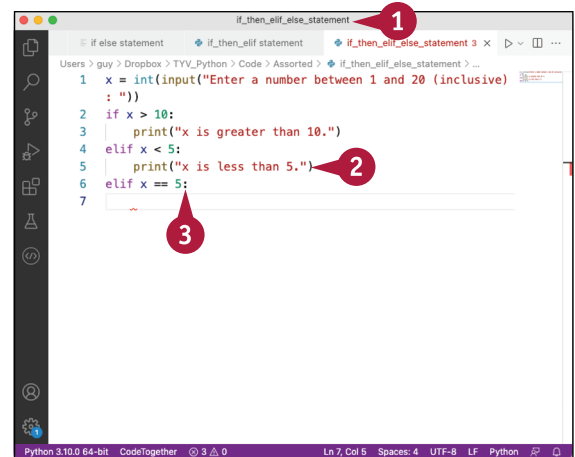 if_then_elif_else_statement
1
if else statement
if_then_elif statement
if_then_elif_else_statement 3
Users > guy > Dropbox > TYV_Python > Code > Assorted > if_then_elif_else_statement > ...
1 x = int(input("Enter a number between 1 and 20 (inclusive)
: "))
2 if x > 10:
3 print("x is greater than 10.")
4 elif x < 5:
5 print("x is less than 5.")
2
6 elif x == 5:
7
3
1
Python 3.10.0 64-bit CodeTogether 3 0 Ln 7, Col 5 Spaces: 4 UTF-8 LF Python